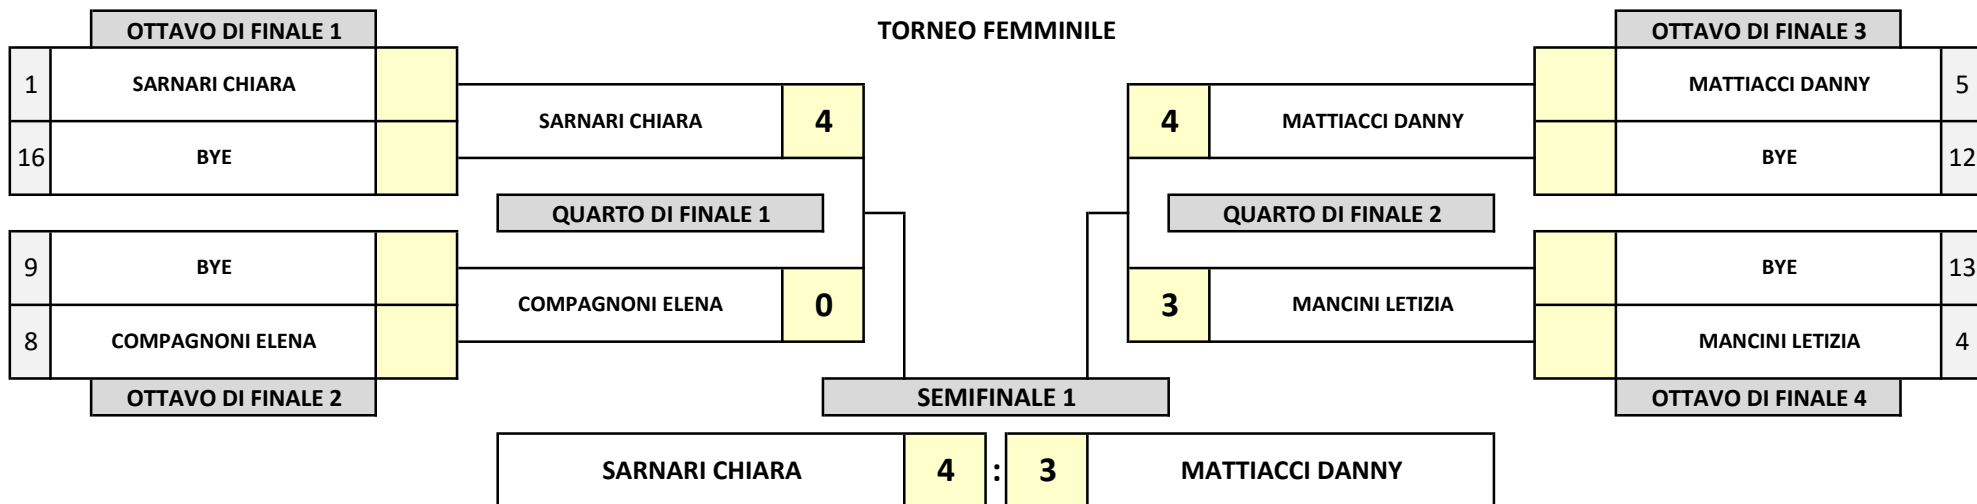 OTTAVO DI FINALE 1
TORNEO FEMMINILE
OTTAVO DI FINALE 3
1 SARNARI CHIARA
MATTIACCI DANNY 5
SARNARI CHIARA 4
4 MATTIACCI DANNY
16 BYE
BYE 12
QUARTO DI FINALE 1
QUARTO DI FINALE 2
9 BYE
BYE 13
COMPAGNONI ELENA 0
3 MANCINI LETIZIA
8 COMPAGNONI ELENA
MANCINI LETIZIA 4
OTTAVO DI FINALE 2
SEMIFINALE 1
OTTAVO DI FINALE 4
SARNARI CHIARA 4 : 3 MATTIACCI DANNY